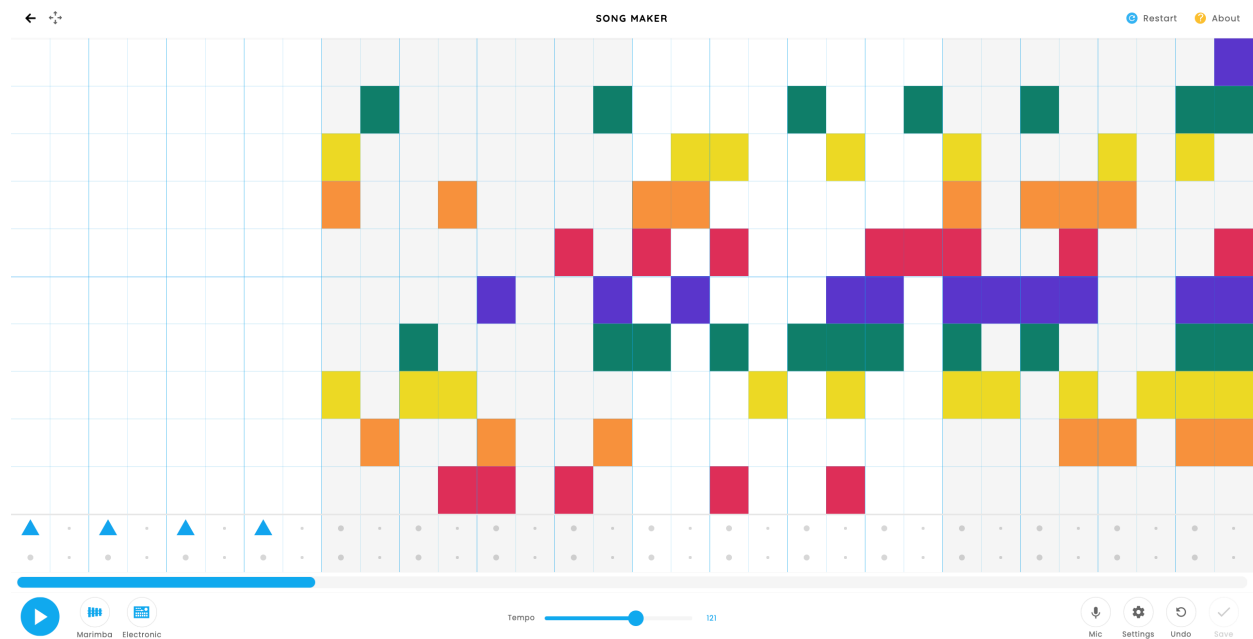 SONG MAKER
Restart
About
Marimba
Electronic
Tempo
121
Mic
Settings
Undo
Save